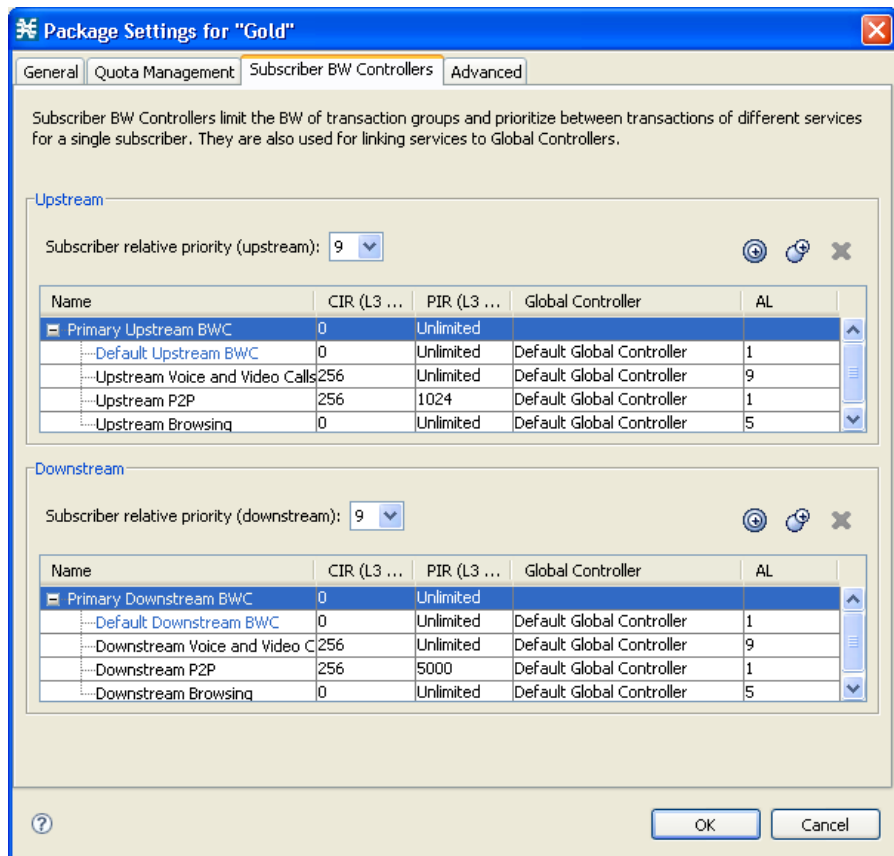 Package Settings for "Gold"
General Quota Management Subscriber BW Controllers Advanced
Subscriber BW Controllers limit the BW of transaction groups and prioritize between transactions of different services
for a single subscriber. They are also used for linking services to Global Controllers.
Upstream
Subscriber relative priority (upstream): 9
Name CIR (L3 ... PIR (L3 ... Global Controller AL
Primary Upstream BWC 0 Unlimited
Default Upstream BWC 0 Unlimited Default Global Controller 1
Upstream Voice and Video Calls 256 Unlimited Default Global Controller 9
Upstream P2P 256 1024 Default Global Controller 1
Upstream Browsing 0 Unlimited Default Global Controller 5
Downstream
Subscriber relative priority (downstream): 9
Name CIR (L3 ... PIR (L3 ... Global Controller AL
Primary Downstream BWC 0 Unlimited
Default Downstream BWC 0 Unlimited Default Global Controller 1
Downstream Voice and Video C 256 Unlimited Default Global Controller 9
Downstream P2P 256 5000 Default Global Controller 1
Downstream Browsing 0 Unlimited Default Global Controller 5
? OK Cancel